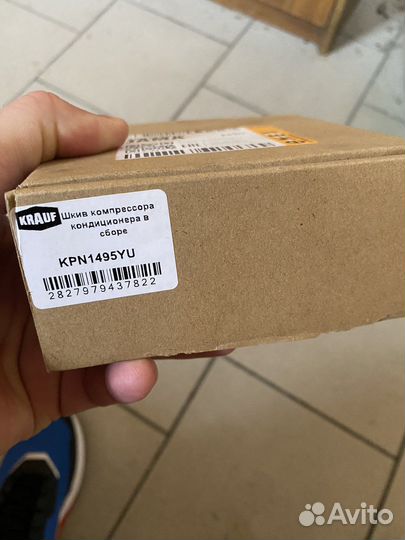 KRAUF
Шкив компрессора
кондиционера в
сборе
KPN1495YU
2827979437822
Avito